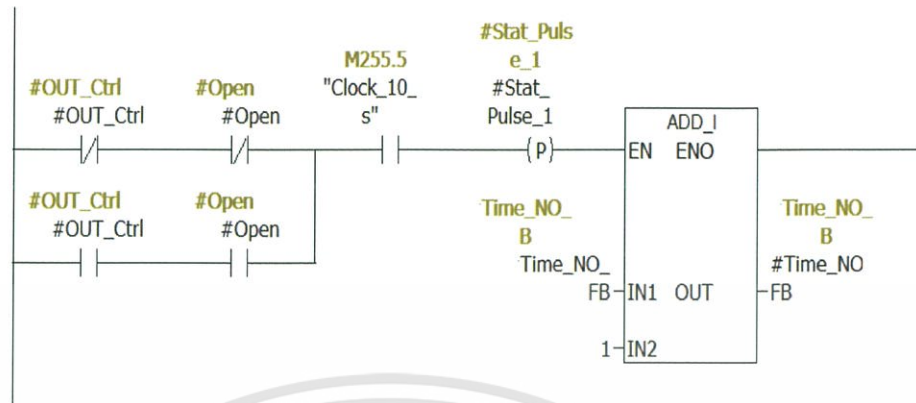 #Stat_Puls
e_1
#Stat_
Pulse_1
M255.5
"Clock_10_
s"
#OUT_Ctrl
#OUT_Ctrl
#Open
#Open
(P)
ADD_I
EN ENO
#OUT_Ctrl
#OUT_Ctrl
#Open
#Open
Time_NO_
B
Time_NO_
FB
IN1 OUT
Time_NO_
B
#Time_NO
FB
1
IN2